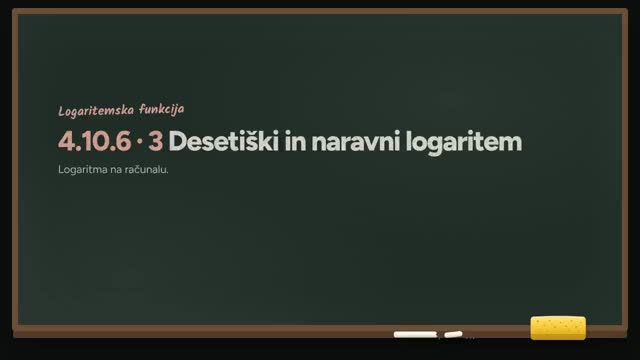 Logaritemska funkcija
4.10.6 · 3 Desetiški in naravni logaritem
Logaritma na računalu.